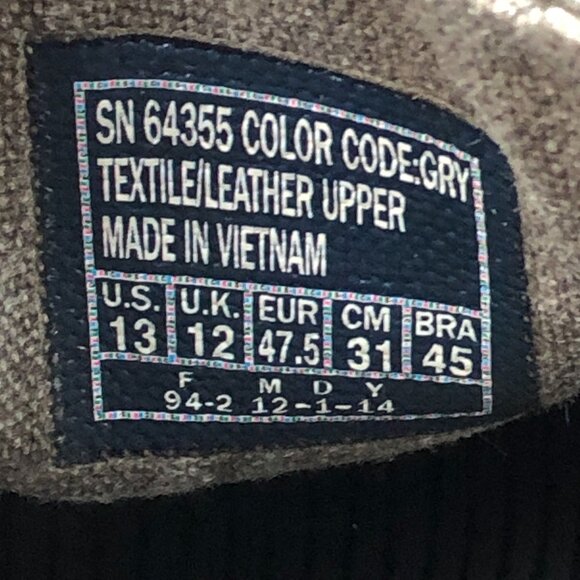 SN 64355 COLOR CODE:GRY
TEXTILE/LEATHER UPPER
MADE IN VIETNAM
U.S. U.K. EUR CM BRA
13 12 47.5 31 45
F M D Y
94-2 12-1-14